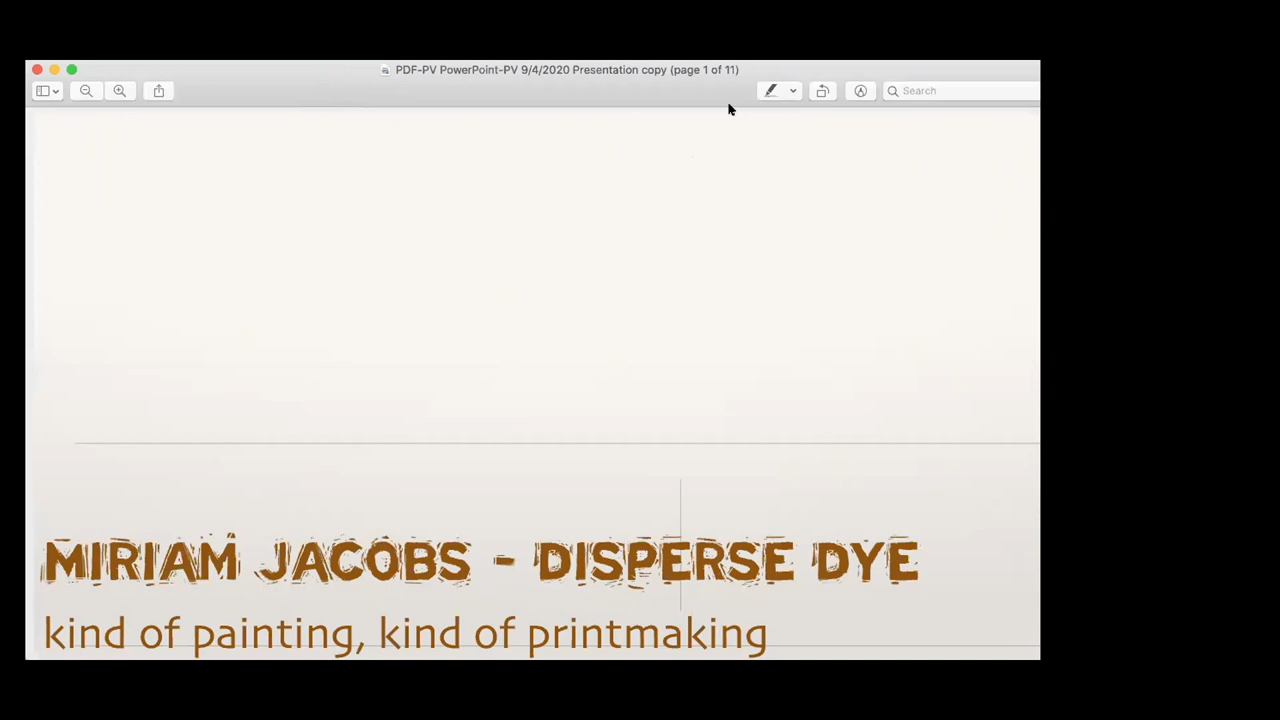 PDF-PV PowerPoint-PV 9/4/2020 Presentation copy (page 1 of 11)
Search
MIRIAM JACOBS - DISPERSE DYE
kind of painting, kind of printmaking